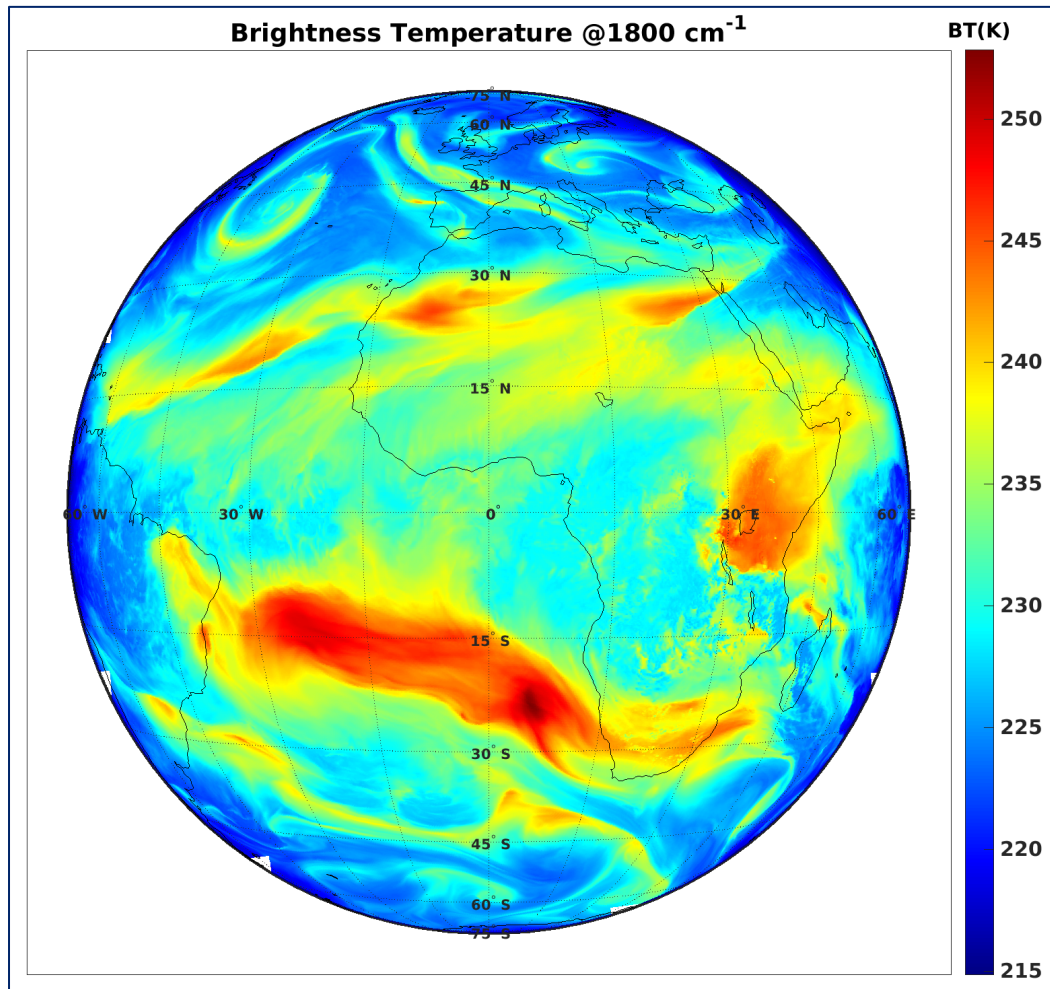 Brightness Temperature @1800 cm⁻¹
BT(K)
75° N
60° N
45° N
30° N
15° N
60 W 30° W 0° 30° E 60° E
15° S
30° S
45° S
60° S
75° S
250
245
240
235
230
225
220
215